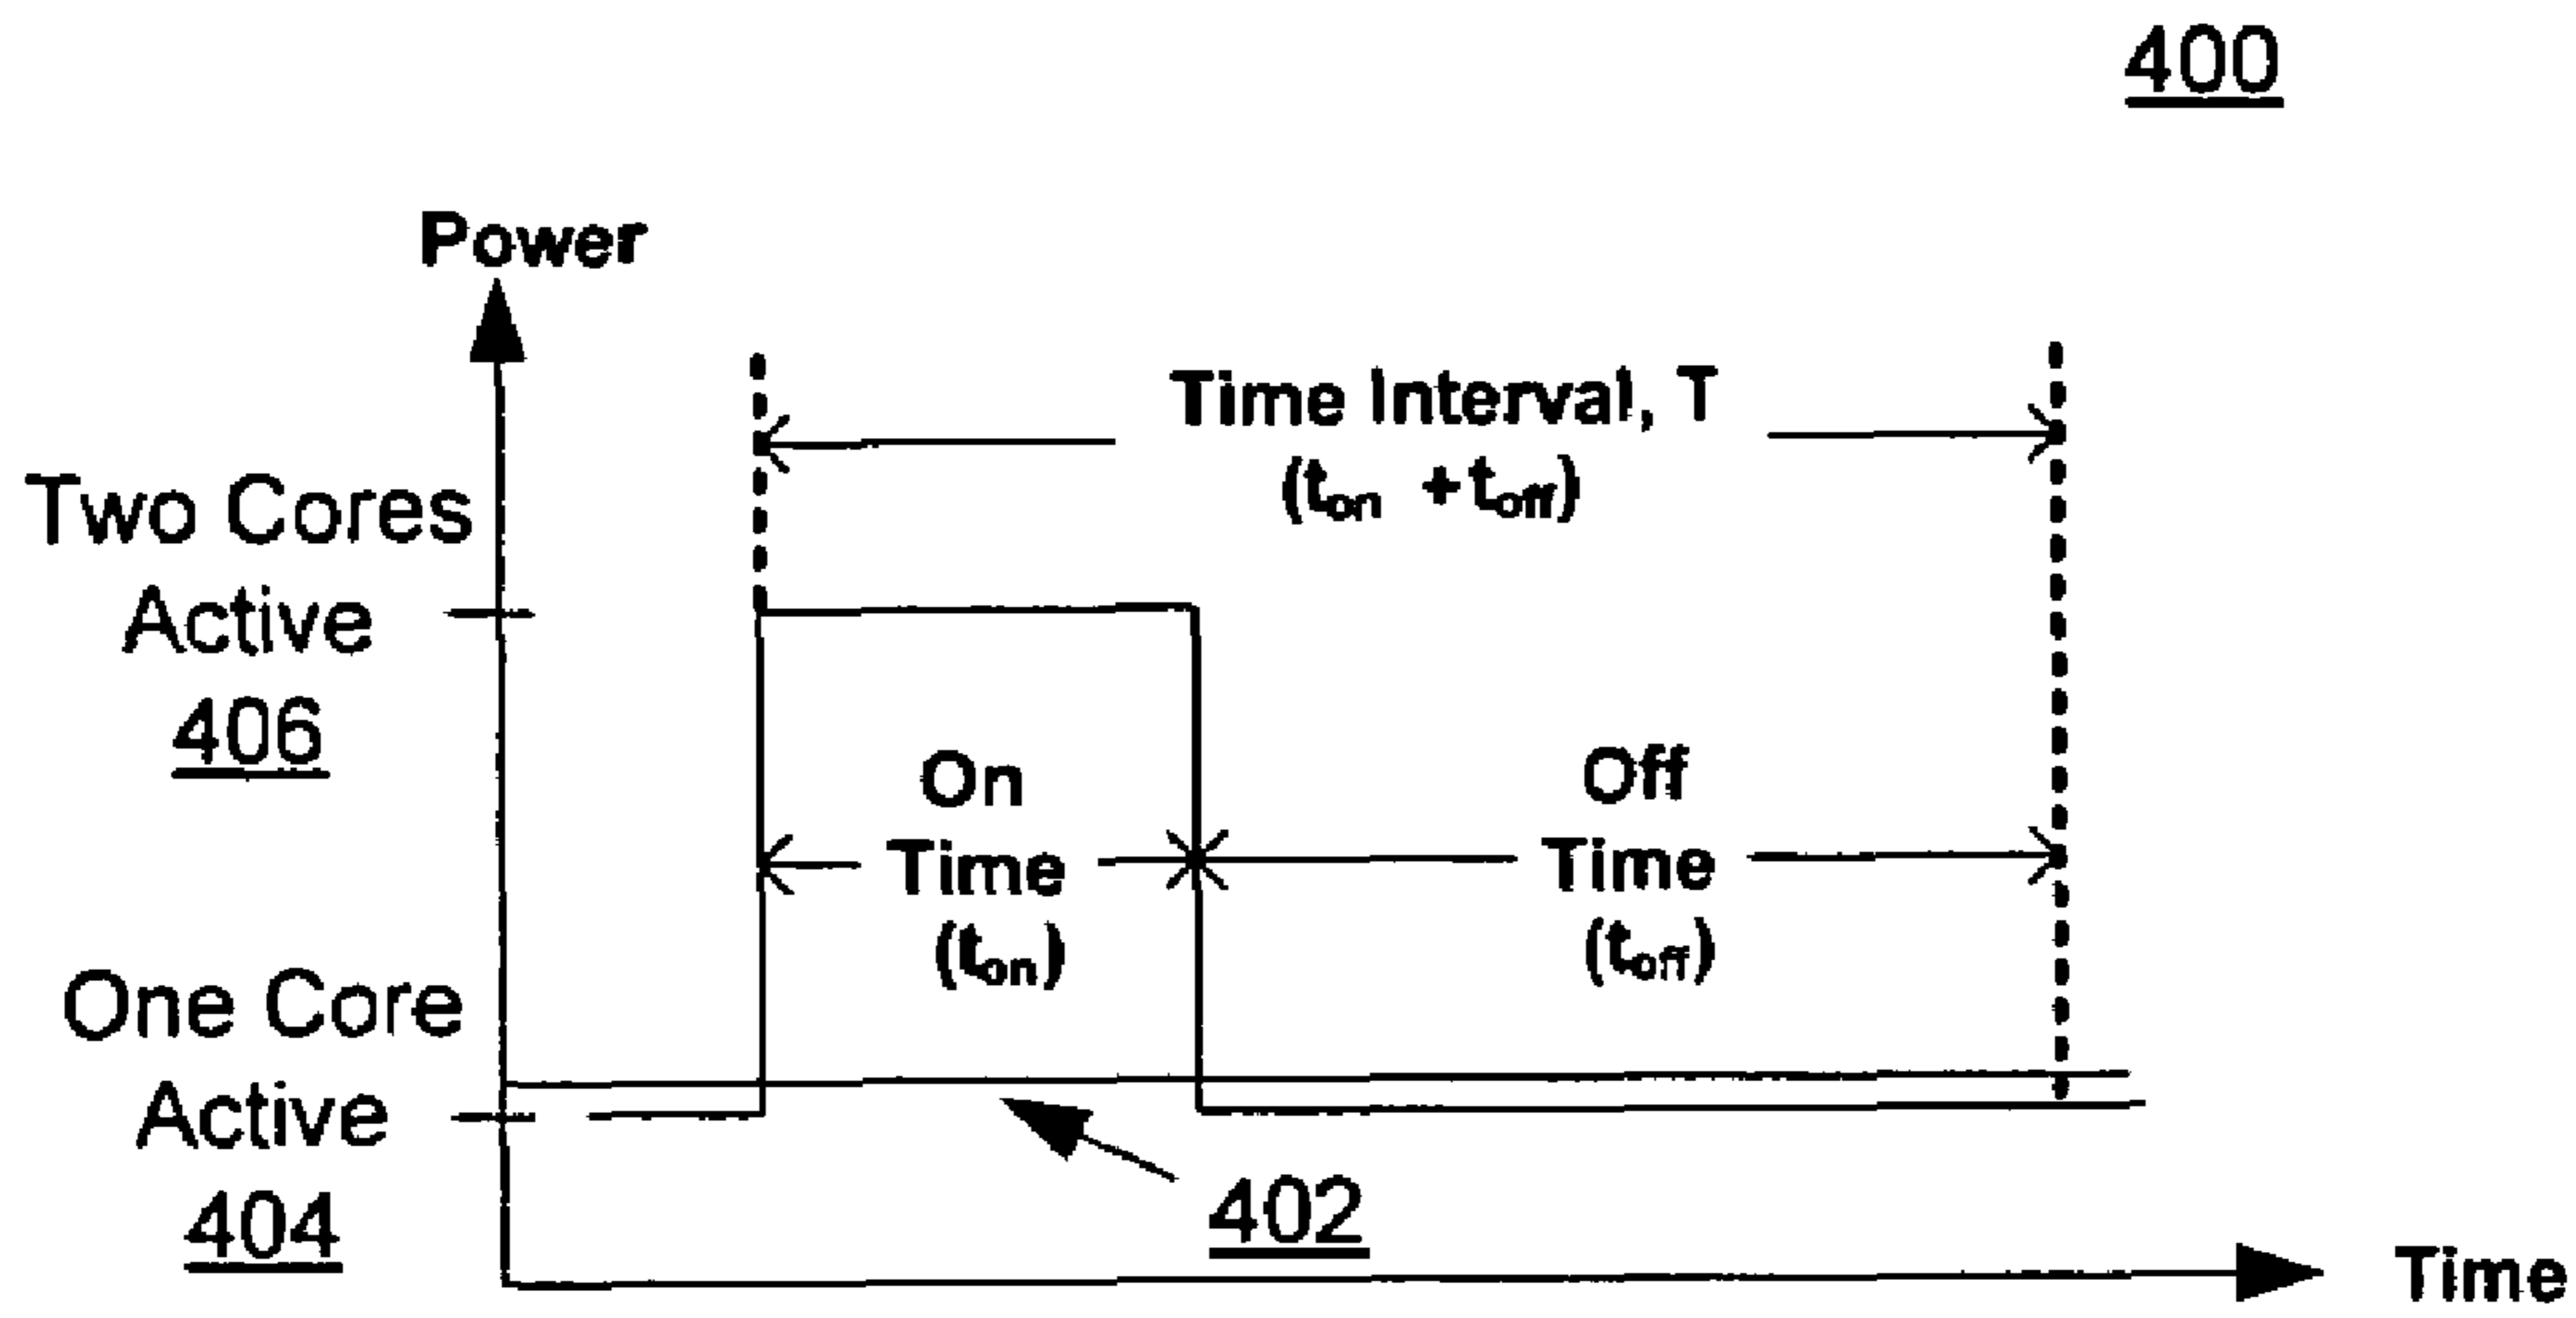 400
Power
Time Interval, T
(ton + toff)
Two Cores
Active
406
On
Time
(ton)
Off
Time
(toff)
One Core
Active
404
402
Time